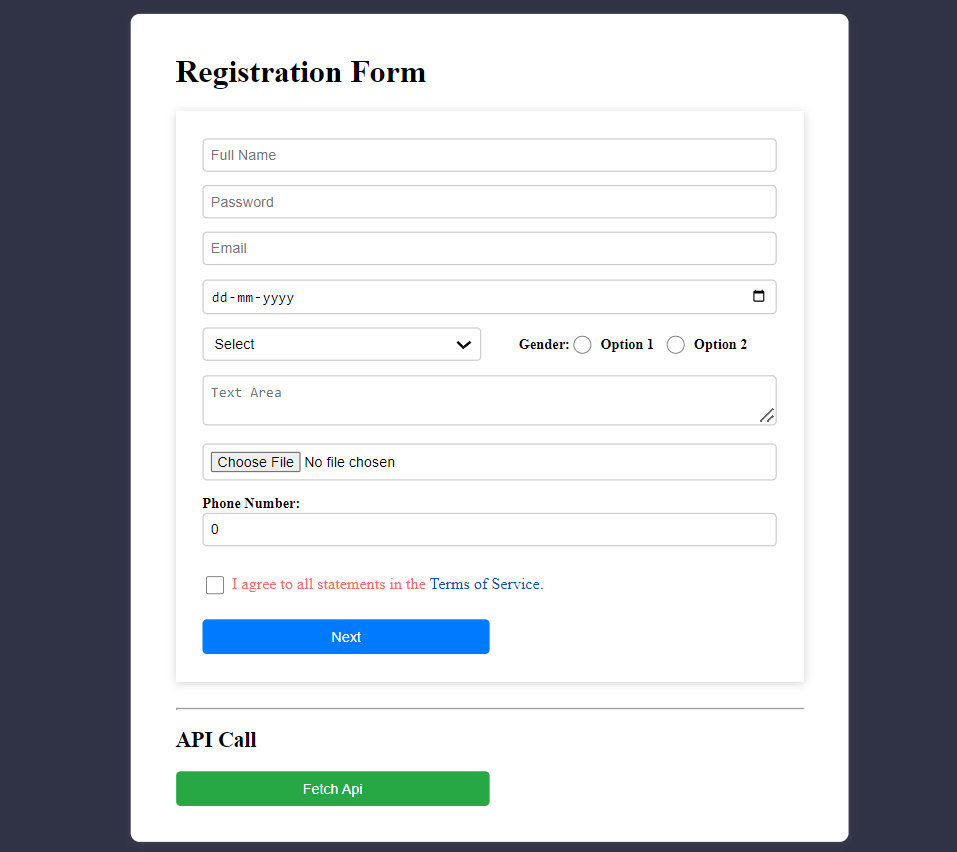 Registration Form
Full Name
Password
Email
dd-mm-yyyy
Select Gender: Option 1 Option 2
Text Area
Choose File No file chosen
Phone Number:
0
I agree to all statements in the Terms of Service.
Next
API Call
Fetch Api